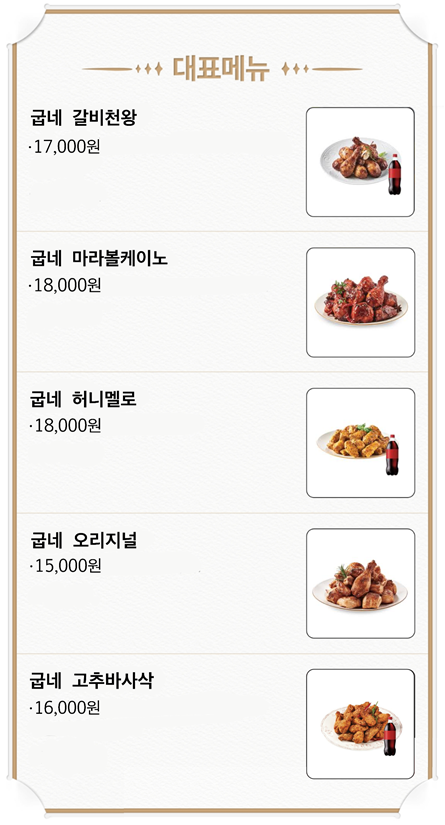 대표메뉴
굽네 갈비천왕
·17,000원
굽네 마라볼케이노
·18,000원
굽네 허니멜로
·18,000원
굽네 오리지널
·15,000원
굽네 고추바사삭
·16,000원